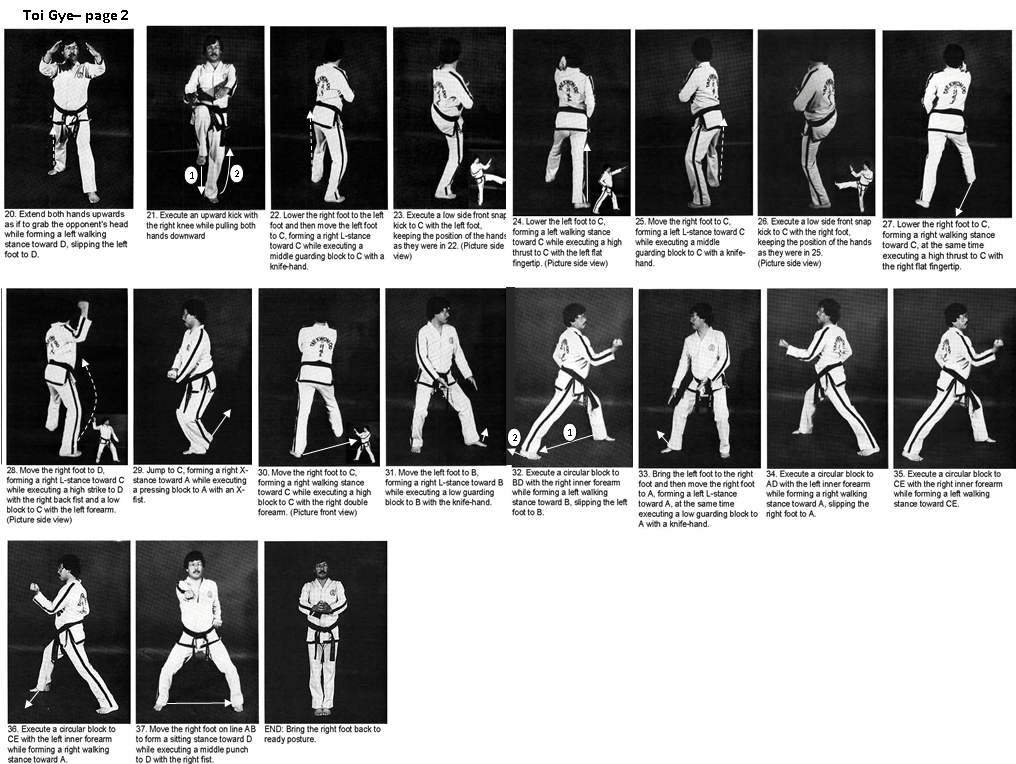 Toi Gye– page 2
20. Extend both hands upwards
as if to grab the opponent's head
while forming a left walking
stance toward D, slipping the left
foot to D.
1
2
21. Execute an upward kick with
the right knee while pulling both
hands downward
22. Lower the right foot to the left
foot and then move the left foot
to C, forming right L-stance
toward C while executing a
middle guarding block to C with a
knife-hand.
23. Execute a low side front snap
kick to C with the left foot,
keeping the position of the hands
as they were in 22. (Picture side
view)
24. Lower the left foot to C,
forming a left walking stance
toward C while executing a high
thrust to C with the left flat
fingertip. (Picture side view)
25. Move the right foot to C,
forming a left L-stance toward C
while executing a middle
guarding block to C with a knife-
hand.
26. Execute a low side front snap
kick to C with the right foot,
keeping the position of the hands
as they were in 25.
(Picture side view)
27. Lower the right foot to C,
forming a right walking stance
toward C, at the same time
executing a high thrust to C with
the right flat fingertip.
28. Move the right foot to D,
forming a right L-stance toward C
while executing a high strike to D
with the right back fist and a low
block to C with the left forearm.
(Picture side view)
29. Jump to C, forming a right X-
stance toward A while executing
a pressing block to A with an X-
fist.
30. Move the right foot to C,
forming a right walking stance
toward C while executing a high
block to C with the right double
forearm. (Picture front view)
31. Move the left foot to B,
forming a right L-stance toward B
while executing a low guarding
block to B with the knife-hand.
2
1
32. Execute a circular block to
BD with the right inner forearm
while forming a left walking
stance toward B, slipping the left
foot to B.
33. Bring the left foot to the right
foot and then move the right foot
to A, forming a left L-stance
toward A, at the same time
executing a low guarding block to
A with a knife-hand.
34. Execute a circular block to
AD with the left inner forearm
while forming a right walking
stance toward A, slipping the
right foot to A.
35. Execute a circular block to
CE with the right inner forearm
while forming a left walking
stance toward CE.
36. Execute a circular block to
CE with the left inner forearm
while forming a right walking
stance toward A.
37. Move the right foot on line AB
to form a sitting stance toward D
while executing a middle punch
to D with the right fist.
END: Bring the right foot back to
ready posture.